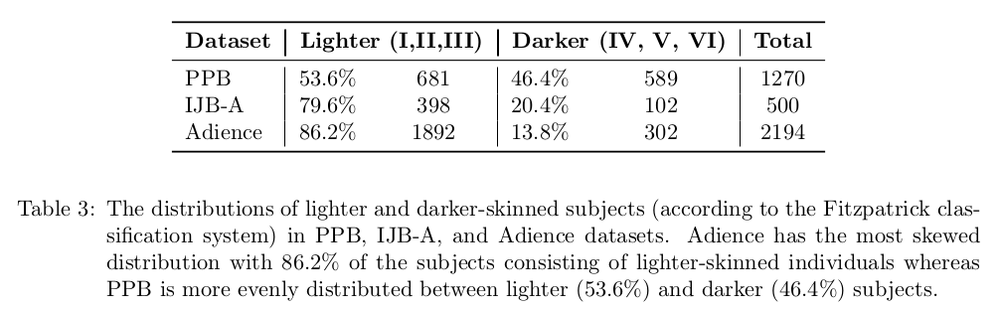 Dataset Lighter (I,II,III) Darker (IV, V, VI) Total
PPB 53.6% 681 46.4% 589 1270
IJB-A 79.6% 398 20.4% 102 500
Adience 86.2% 1892 13.8% 302 2194
Table 3: The distributions of lighter and darker-skinned subjects (according to the Fitzpatrick clas-
sification system) in PPB, IJB-A, and Adience datasets. Adience has the most skewed
distribution with 86.2% of the subjects consisting of lighter-skinned individuals whereas
PPB is more evenly distributed between lighter (53.6%) and darker (46.4%) subjects.